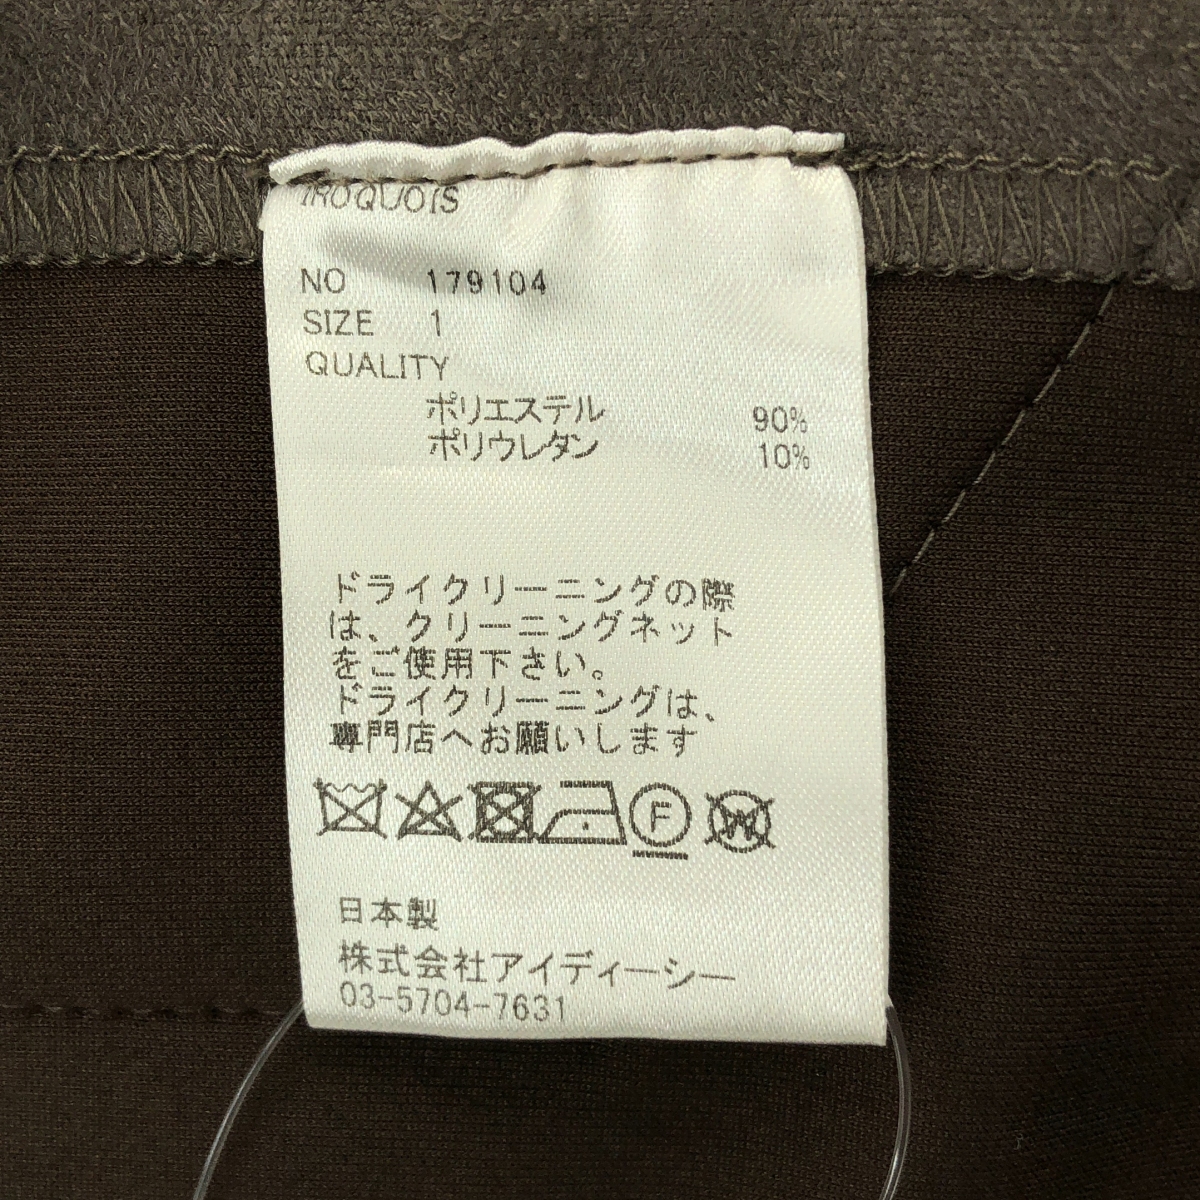 IROQUOIS
NO 179104
SIZE 1
QUALITY
ポリエステル 90%
ポリウレタン 10%
ドライクリーニングの際
は、クリーニングネット
をご使用下さい。
ドライクリーニングは、
専門店へお願いします
F W
日本製
株式会社アイディーシー
03-5704-7631